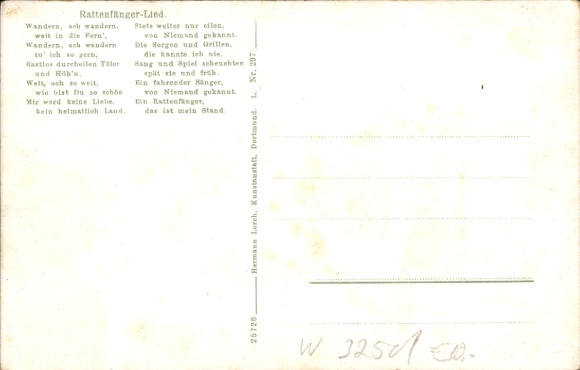 Rattenfänger-Lied.
Wandern, ach wandern,
weit in die Fern',
Wandern, ach wandern
tu' ich so gern,
Rastlos durcheilen Täler
und Höh'n.
Welt, ach so weit,
wie bist Du so schön
Mir ward keine Liebe,
kein heimatlich Land.
Stets weiter nur eilen,
von Niemand gekannt.
Die Sorgen und Grillen,
die kannte ich nie.
Sang und Spiel scheuchten
spät sie und früh.
Ein fahrender Sänger,
von Niemand gekannt.
Ein Rattenfänger,
das ist mein Stand.
25726 Hermann Lorch, Kunstanstalt, Dortmund. L. Nr. 297
W 325